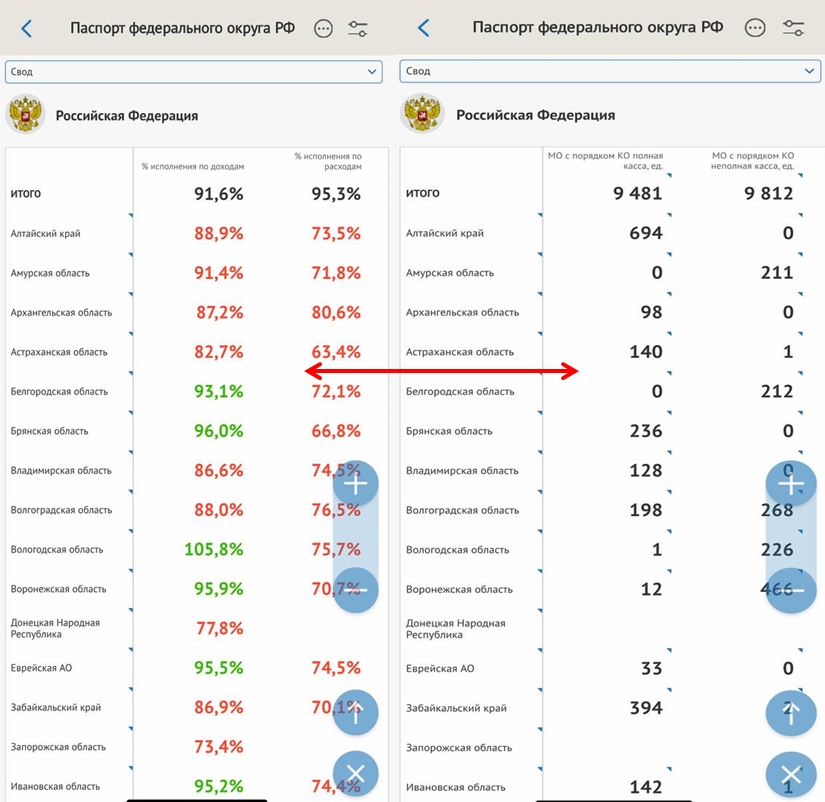 Паспорт федерального округа РФ
Свод
Российская Федерация
% исполнения по доходам % исполнения по
расходам
ИТОГО 91,6% 95,3%
Алтайский край 88,9% 73,5%
Амурская область 91,4% 71,8%
Архангельская область 87,2% 80,6%
Астраханская область 82,7% 63,4%
Белгородская область 93,1% 72,1%
Брянская область 96,0% 66,8%
Владимирская область 86,6% 74,5%
Волгоградская область 88,0% 76,5%
Вологодская область 105,8% 75,7%
Воронежская область 95,9% 70,7%
Донецкая Народная
Республика 77,8%
Еврейская АО 95,5% 74,5%
Забайкальский край 86,9% 70,1%
Запорожская область 73,4%
Ивановская область 95,2% 74,4%
Паспорт федерального округа РФ
Свод
Российская Федерация
МО с порядком КО полная МО с порядком КО
касса, ед. неполная касса, ед.
ИТОГО 9 481 9 812
Алтайский край 694 0
Амурская область 0 211
Архангельская область 98 0
Астраханская область 140 1
Белгородская область 0 212
Брянская область 236 0
Владимирская область 128 0
Волгоградская область 198 268
Вологодская область 1 226
Воронежская область 12 466
Донецкая Народная
Республика
Еврейская АО 33 0
Забайкальский край 394 2
Запорожская область
Ивановская область 142 1